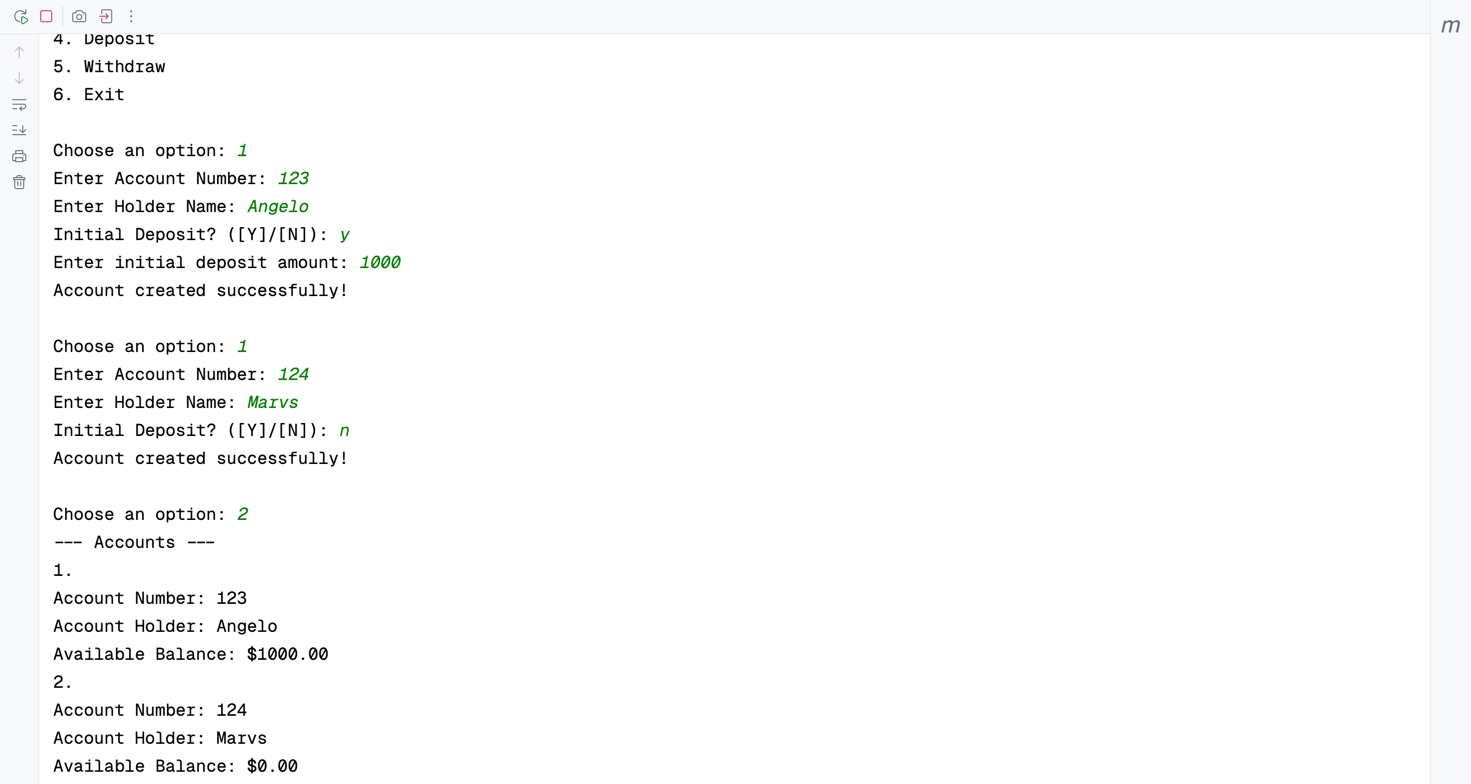 4. Deposit
5. Withdraw
6. Exit
Choose an option: 1
Enter Account Number: 123
Enter Holder Name: Angelo
Initial Deposit? ([Y]/[N]): y
Enter initial deposit amount: 1000
Account created successfully!
Choose an option: 1
Enter Account Number: 124
Enter Holder Name: Marvs
Initial Deposit? ([Y]/[N]): n
Account created successfully!
Choose an option: 2
--- Accounts ---
1.
Account Number: 123
Account Holder: Angelo
Available Balance: $1000.00
2.
Account Number: 124
Account Holder: Marvs
Available Balance: $0.00
m